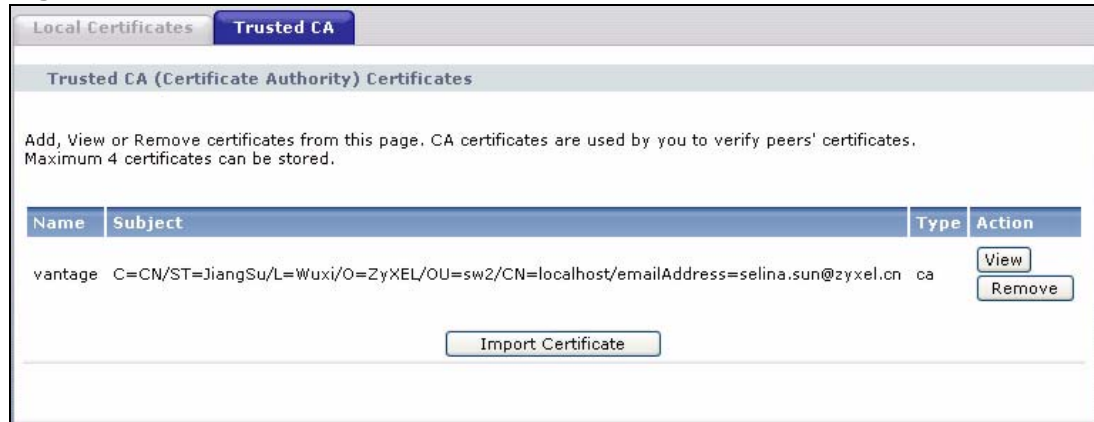 Local Certificates Trusted CA
Trusted CA (Certificate Authority) Certificates
Add, View or Remove certificates from this page. CA certificates are used by you to verify peers' certificates.
Maximum 4 certificates can be stored.
Name Subject Type Action
vantage C=CN/ST=JiangSu/L=Wuxi/O=ZyXEL/OU=sw2/CN=localhost/emailAddress=selina.sun@zyxel.cn ca View
Remove
Import Certificate